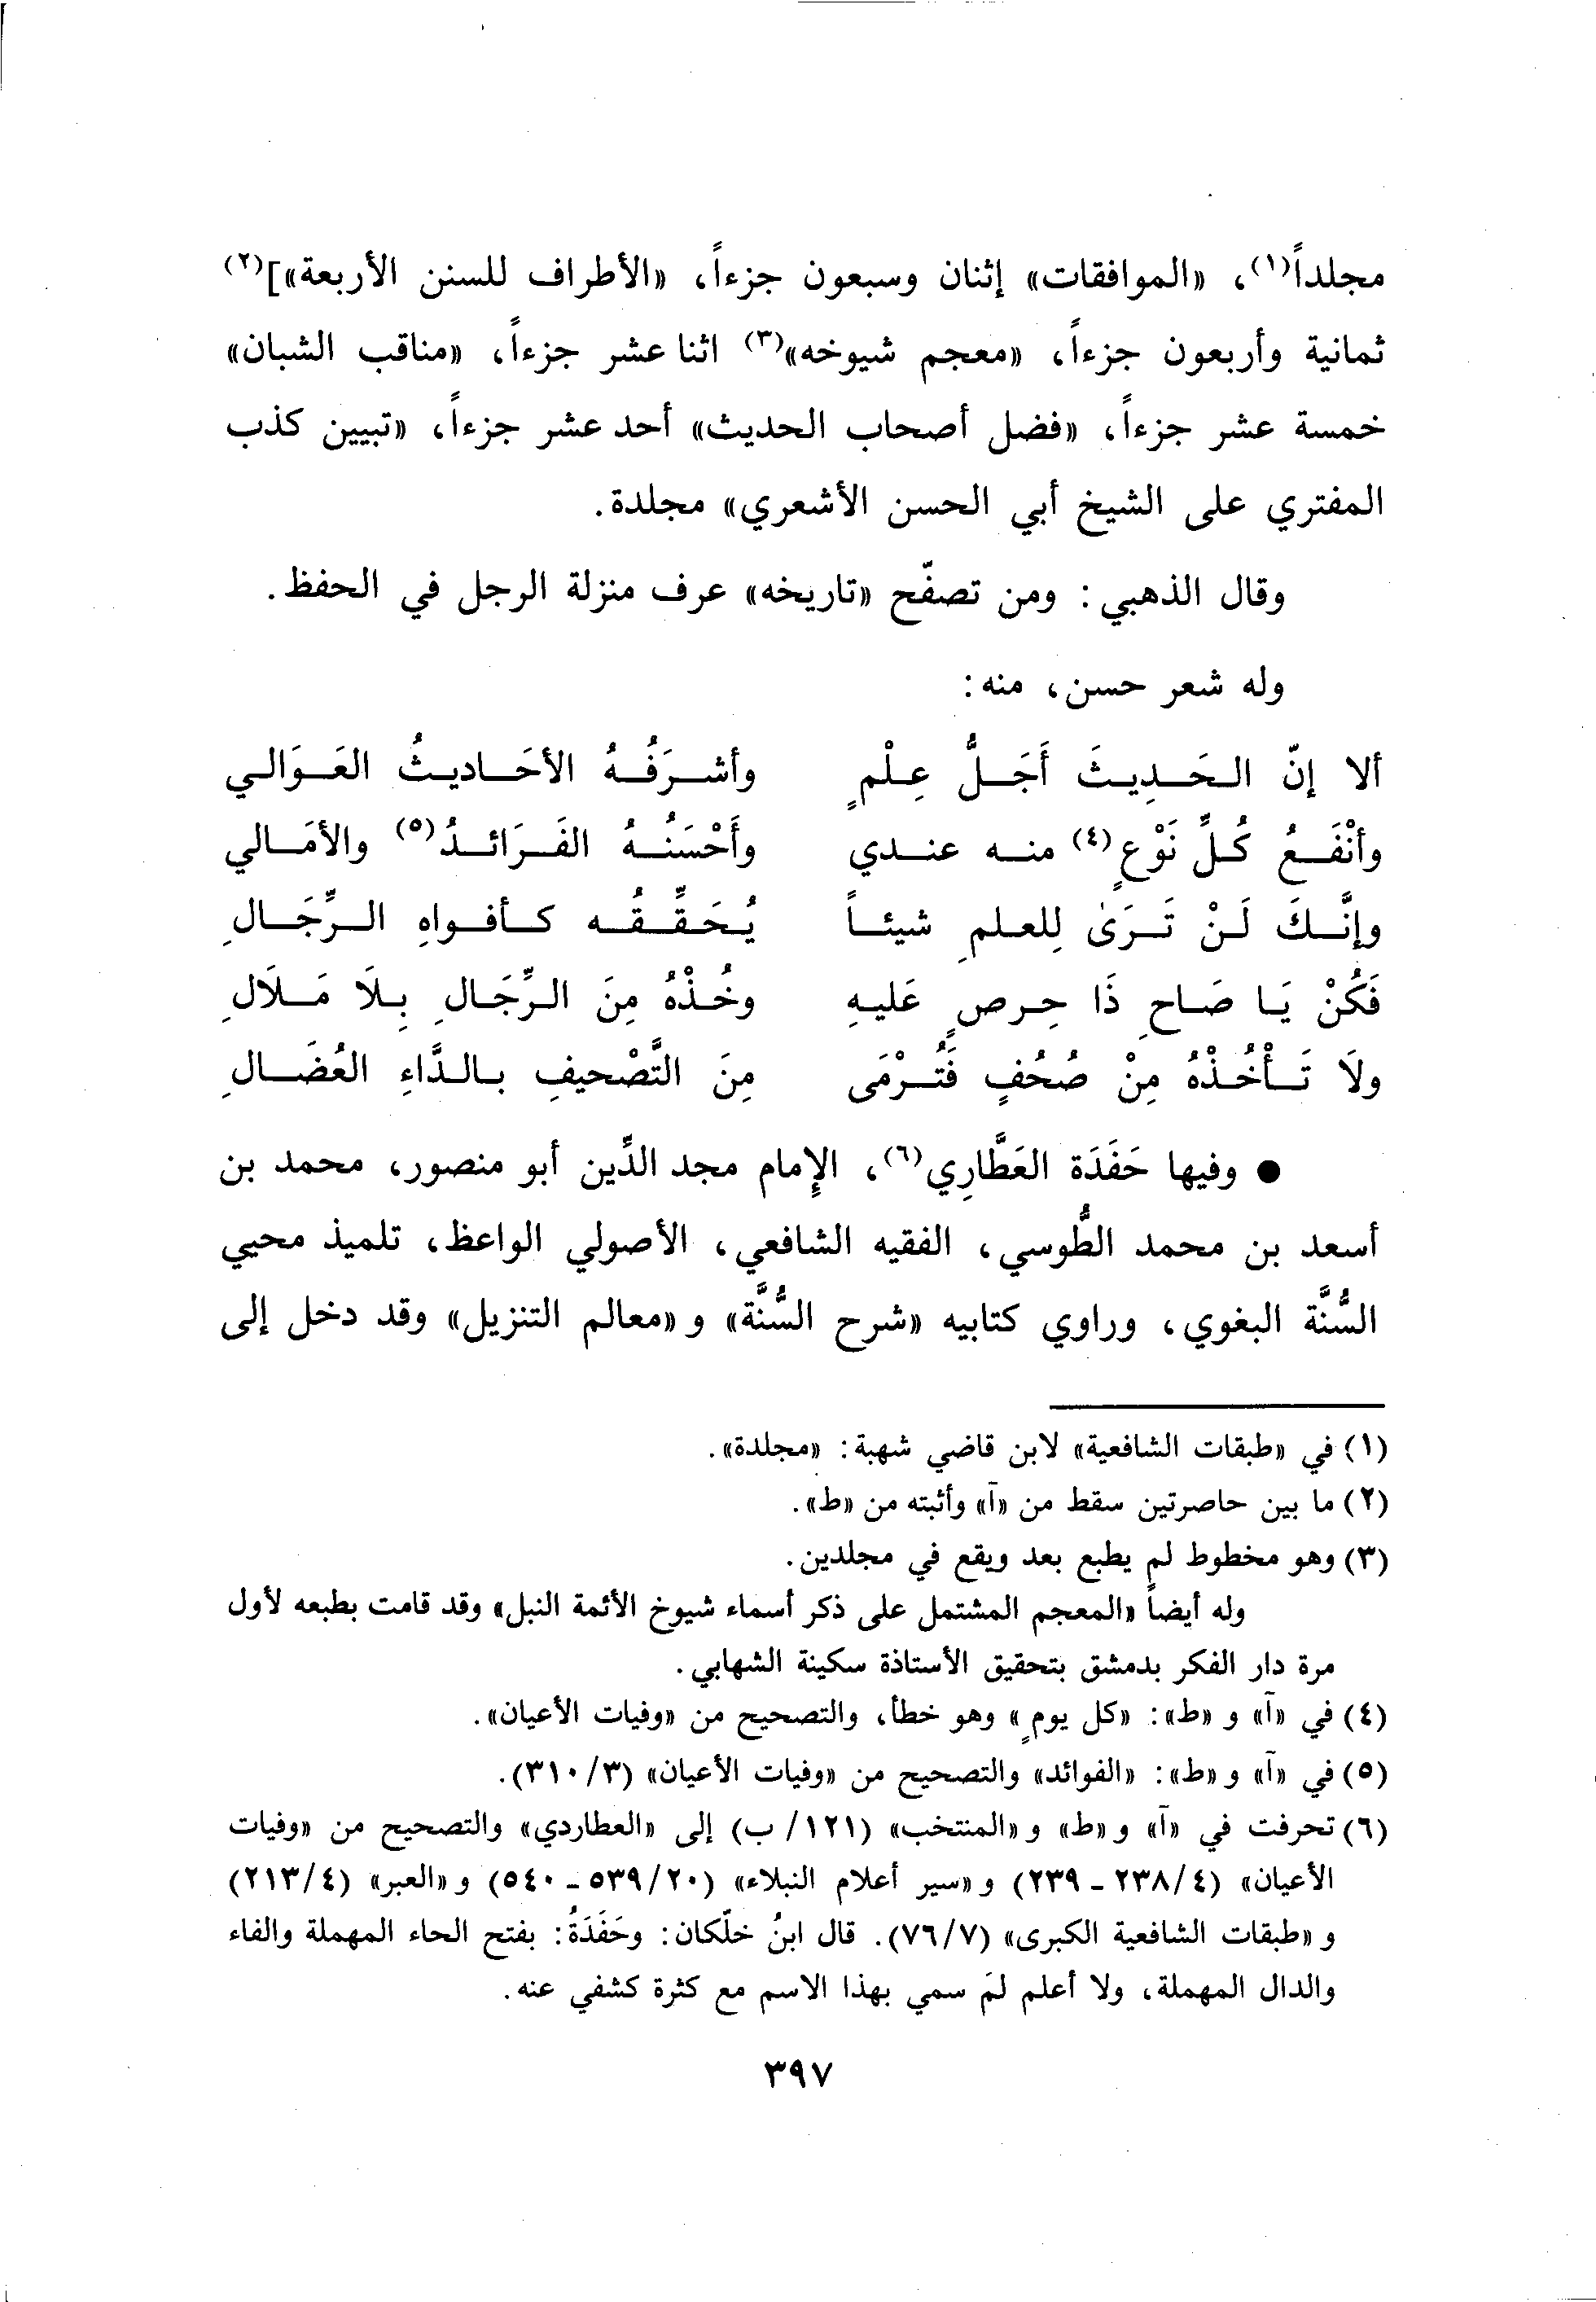 مجلداً(١)، «الموافقات» إثنان وسبعون جزءاً، «الأطراف للسنن الأربعة»](٢)
ثمانية وأربعون جزءاً، «معجم شيوخه»(٣) اثنا عشر جزءاً، «مناقب الشبان»
خمسة عشر جزءاً، «فضل أصحاب الحديث» أحد عشر جزءاً، «تبيين كذب
المفتري على الشيخ أبي الحسن الأشعري» مجلدة.
وقال الذهبي: ومن تصفّح «تاريخه» عرف منزلة الرجل في الحفظ.
وله شعر حسن، منه:
ألا إنّ الحَدِيثَ أَجَلُّ عِلْمٍ وأشرَفُهُ الأحَاديثُ العَوَالي
وأنْفَعُ كُلِّ نَوْعٍ(٤) منه عندي وأَحْسَنُهُ الفَرَائدُ(٥) والأمَالي
وإنَّكَ لَنْ تَرَىٰ لِلعلمِ شيئاً يُحَقِّقُه كأفواهِ الرِّجَالِ
فَكُنْ يَا صَاحِ ذَا حِرصٍ عَليهِ وخُذْهُ مِنَ الرِّجَالِ بِلَا مَلَالِ
ولَا تَأْخُذْهُ مِنْ صُحُفٍ فَتُرْمَى مِنَ التَّصْحيفِ بالدَّاءِ العُضَالِ
● وفيها حَفَدَة العَطَّارِي(٦)، الإمام مجد الدِّين أبو منصور، محمد بن
أسعد بن محمد الطُّوسي، الفقيه الشافعي، الأصولي الواعظ، تلميذ محيي
السُّنَّة البغوي، وراوي كتابيه «شرح السُّنَّة» و «معالم التنزيل» وقد دخل إلى
(١) في «طبقات الشافعية» لابن قاضي شهبة: «مجلدة».
(٢) ما بين حاصرتين سقط من «آ» وأثبته من «ط».
(٣) وهو مخطوط لم يطبع بعد ويقع في مجلدين.
وله أيضاً «المعجم المشتمل على ذكر أسماء شيوخ الأئمة النبل» وقد قامت بطبعه لأول
مرة دار الفكر بدمشق بتحقيق الأستاذة سكينة الشهابي.
(٤) في «آ» و «ط»: «كل يومٍ» وهو خطأ، والتصحيح من «وفيات الأعيان».
(٥) في «آ» و «ط»: «الفوائد» والتصحيح من «وفيات الأعيان» (٣١٠/٣).
(٦) تحرفت في «آ» و «ط» و «المنتخب» (١٢١/ ب) إلى «العطاردي» والتصحيح من «وفيات
الأعيان» (٢٣٨/٤ - ٢٣٩) و «سير أعلام النبلاء» (٥٣٩/٢٠ - ٥٤٠) و «العبر» (٢١٣/٤)
و «طبقات الشافعية الكبرى» (٧٦/٧). قال ابنُ خلّكان: وحَفَدَةُ: بفتح الحاء المهملة والفاء
والدال المهملة، ولا أعلم لمَ سمي بهذا الاسم مع كثرة كشفي عنه.
٣٩٧